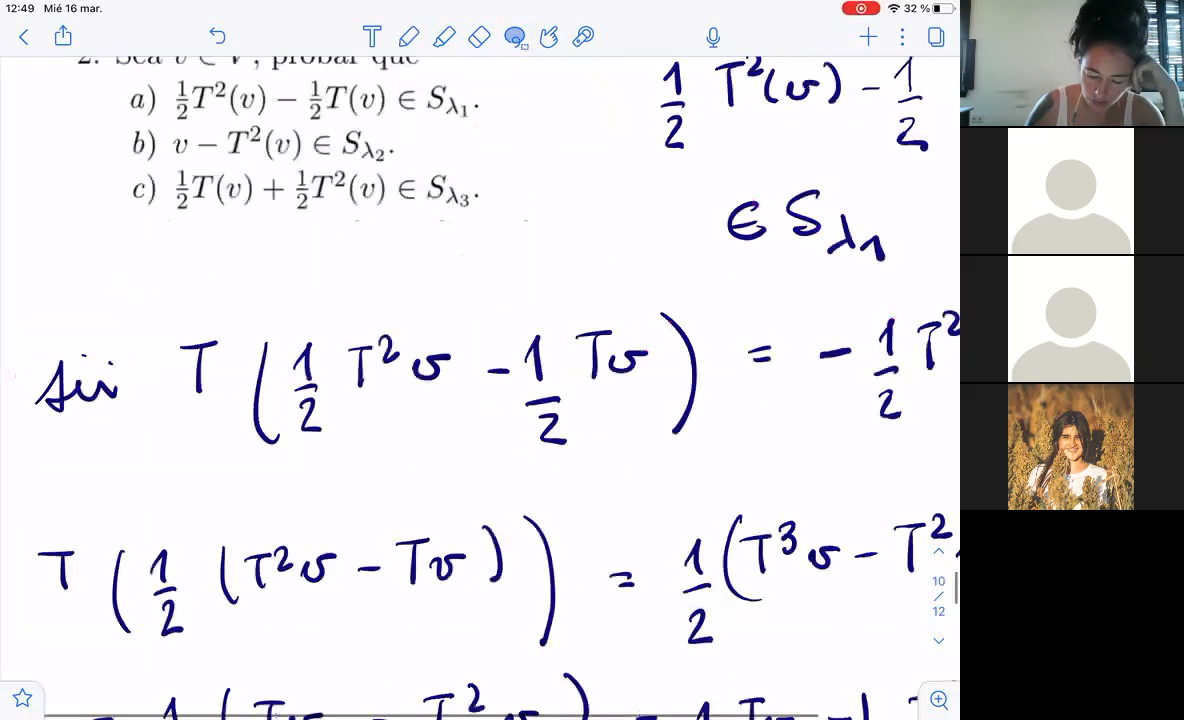 12:49 Mié 16 mar.
32 %
2. Sea v ∈ V, probar que
a) ½T²(v) − ½T(v) ∈ S_λ₁.
b) v − T²(v) ∈ S_λ₂.
c) ½T(v) + ½T²(v) ∈ S_λ₃.
1/2 T²(v) - 1/2
∈ S_λ1
sii T ( 1/2 T²v - 1/2 Tv ) = - 1/2 T²
T ( 1/2 (T²v - Tv) ) = 1/2 (T³v - T²
10
/
12